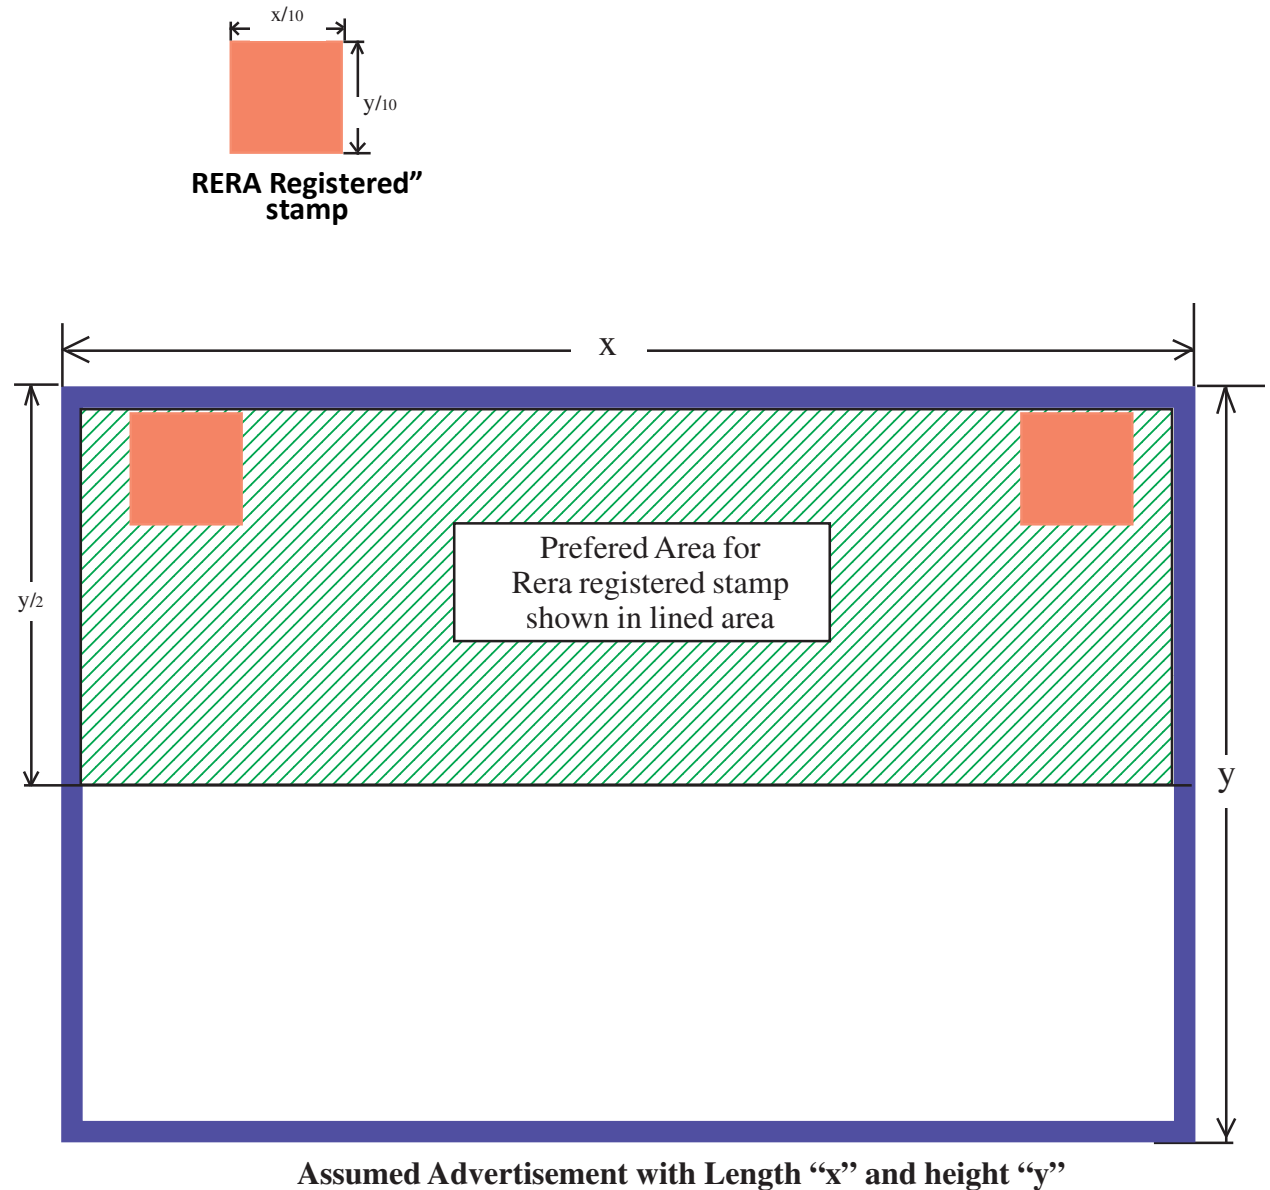 x/10
y/10
RERA Registered”
stamp
x
Prefered Area for
Rera registered stamp
shown in lined area
y/2
y
Assumed Advertisement with Length “x” and height “y”